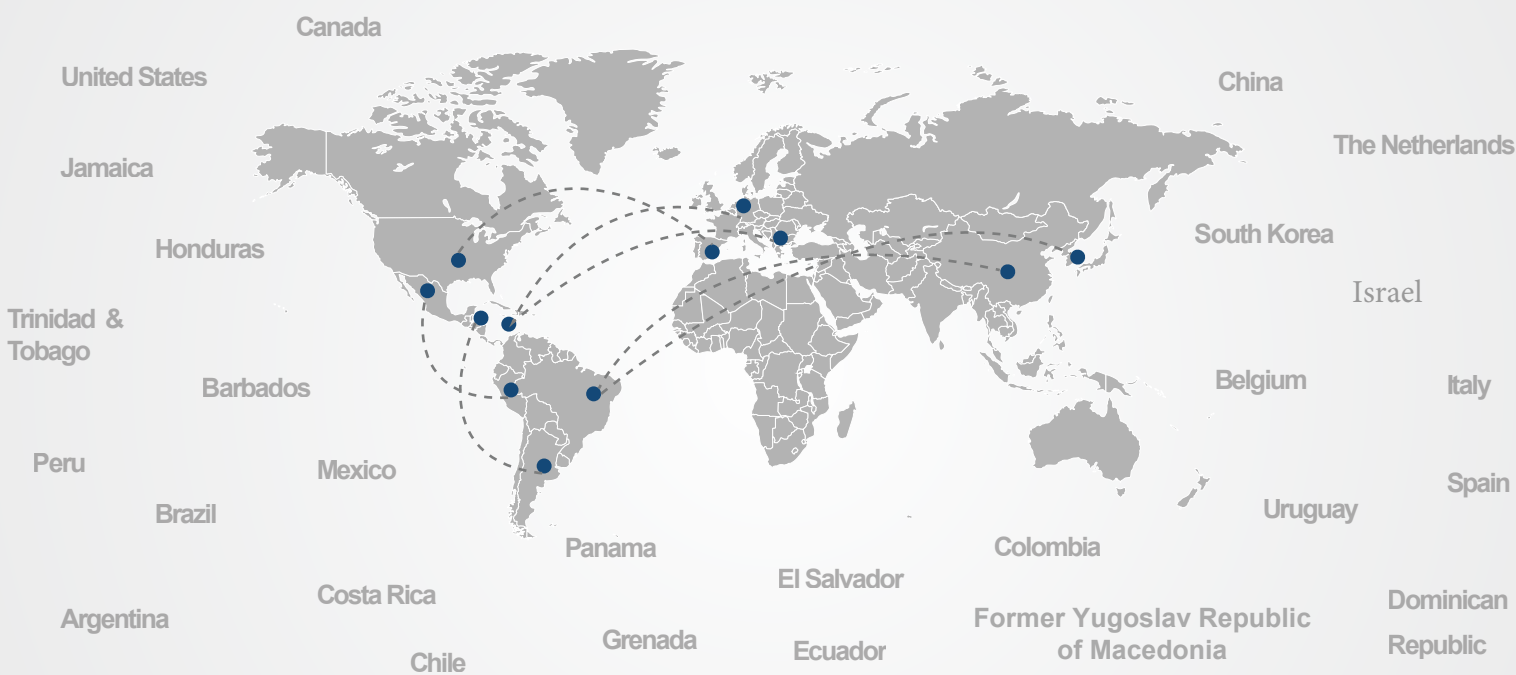 Canada
United States
China
The Netherlands
Jamaica
South Korea
Honduras
Israel
Trinidad &
Tobago
Belgium
Barbados
Italy
Peru
Mexico
Spain
Brazil
Uruguay
Panama
Colombia
El Salvador
Costa Rica
Dominican
Republic
Argentina
Former Yugoslav Republic
of Macedonia
Grenada
Ecuador
Chile